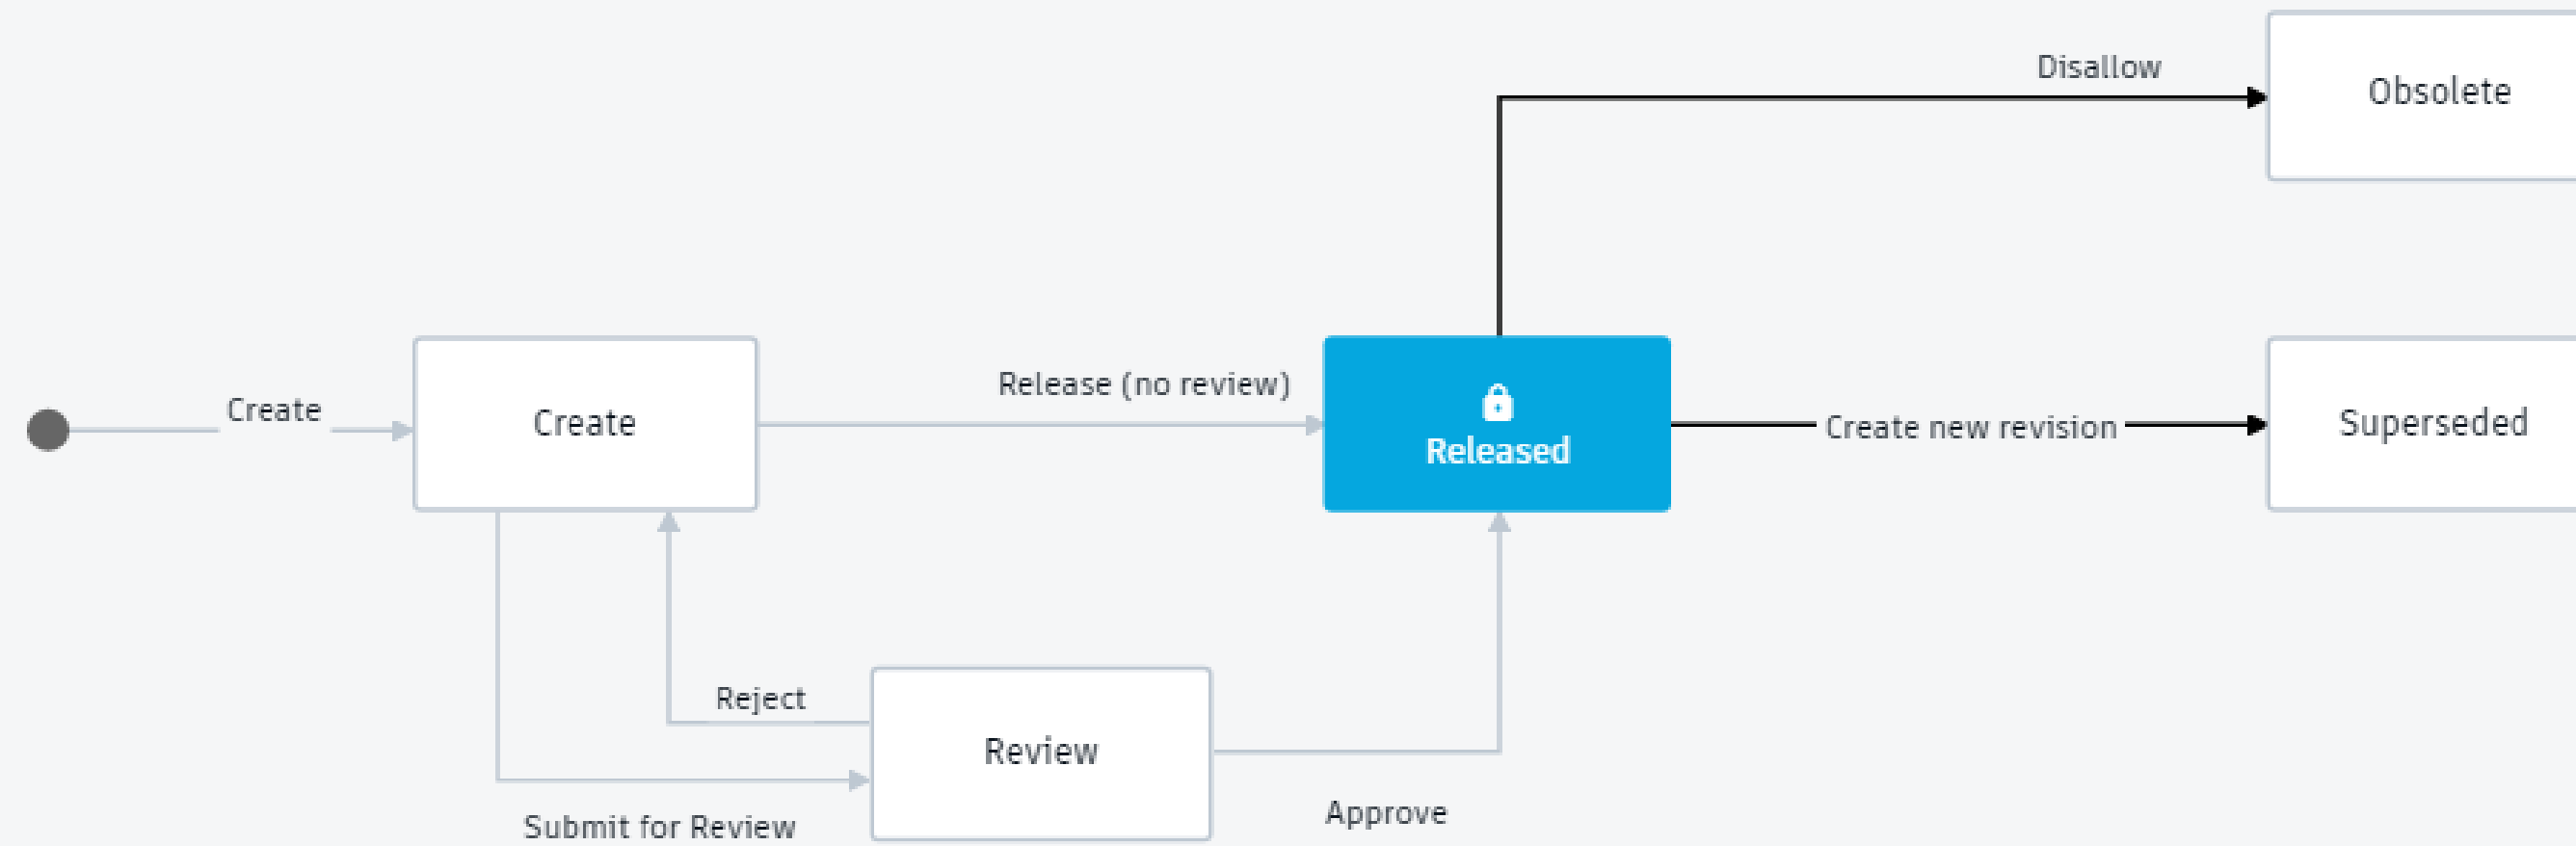 Disallow
Obsolete
Create
Create
Release (no review)
Released
Create new revision
Superseded
Reject
Review
Submit for Review
Approve